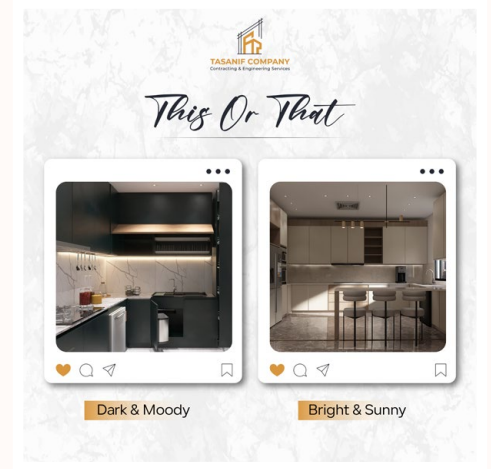 TASANIF COMPANY
Contracting & Engineering Services
This Or That
Dark & Moody
Bright & Sunny